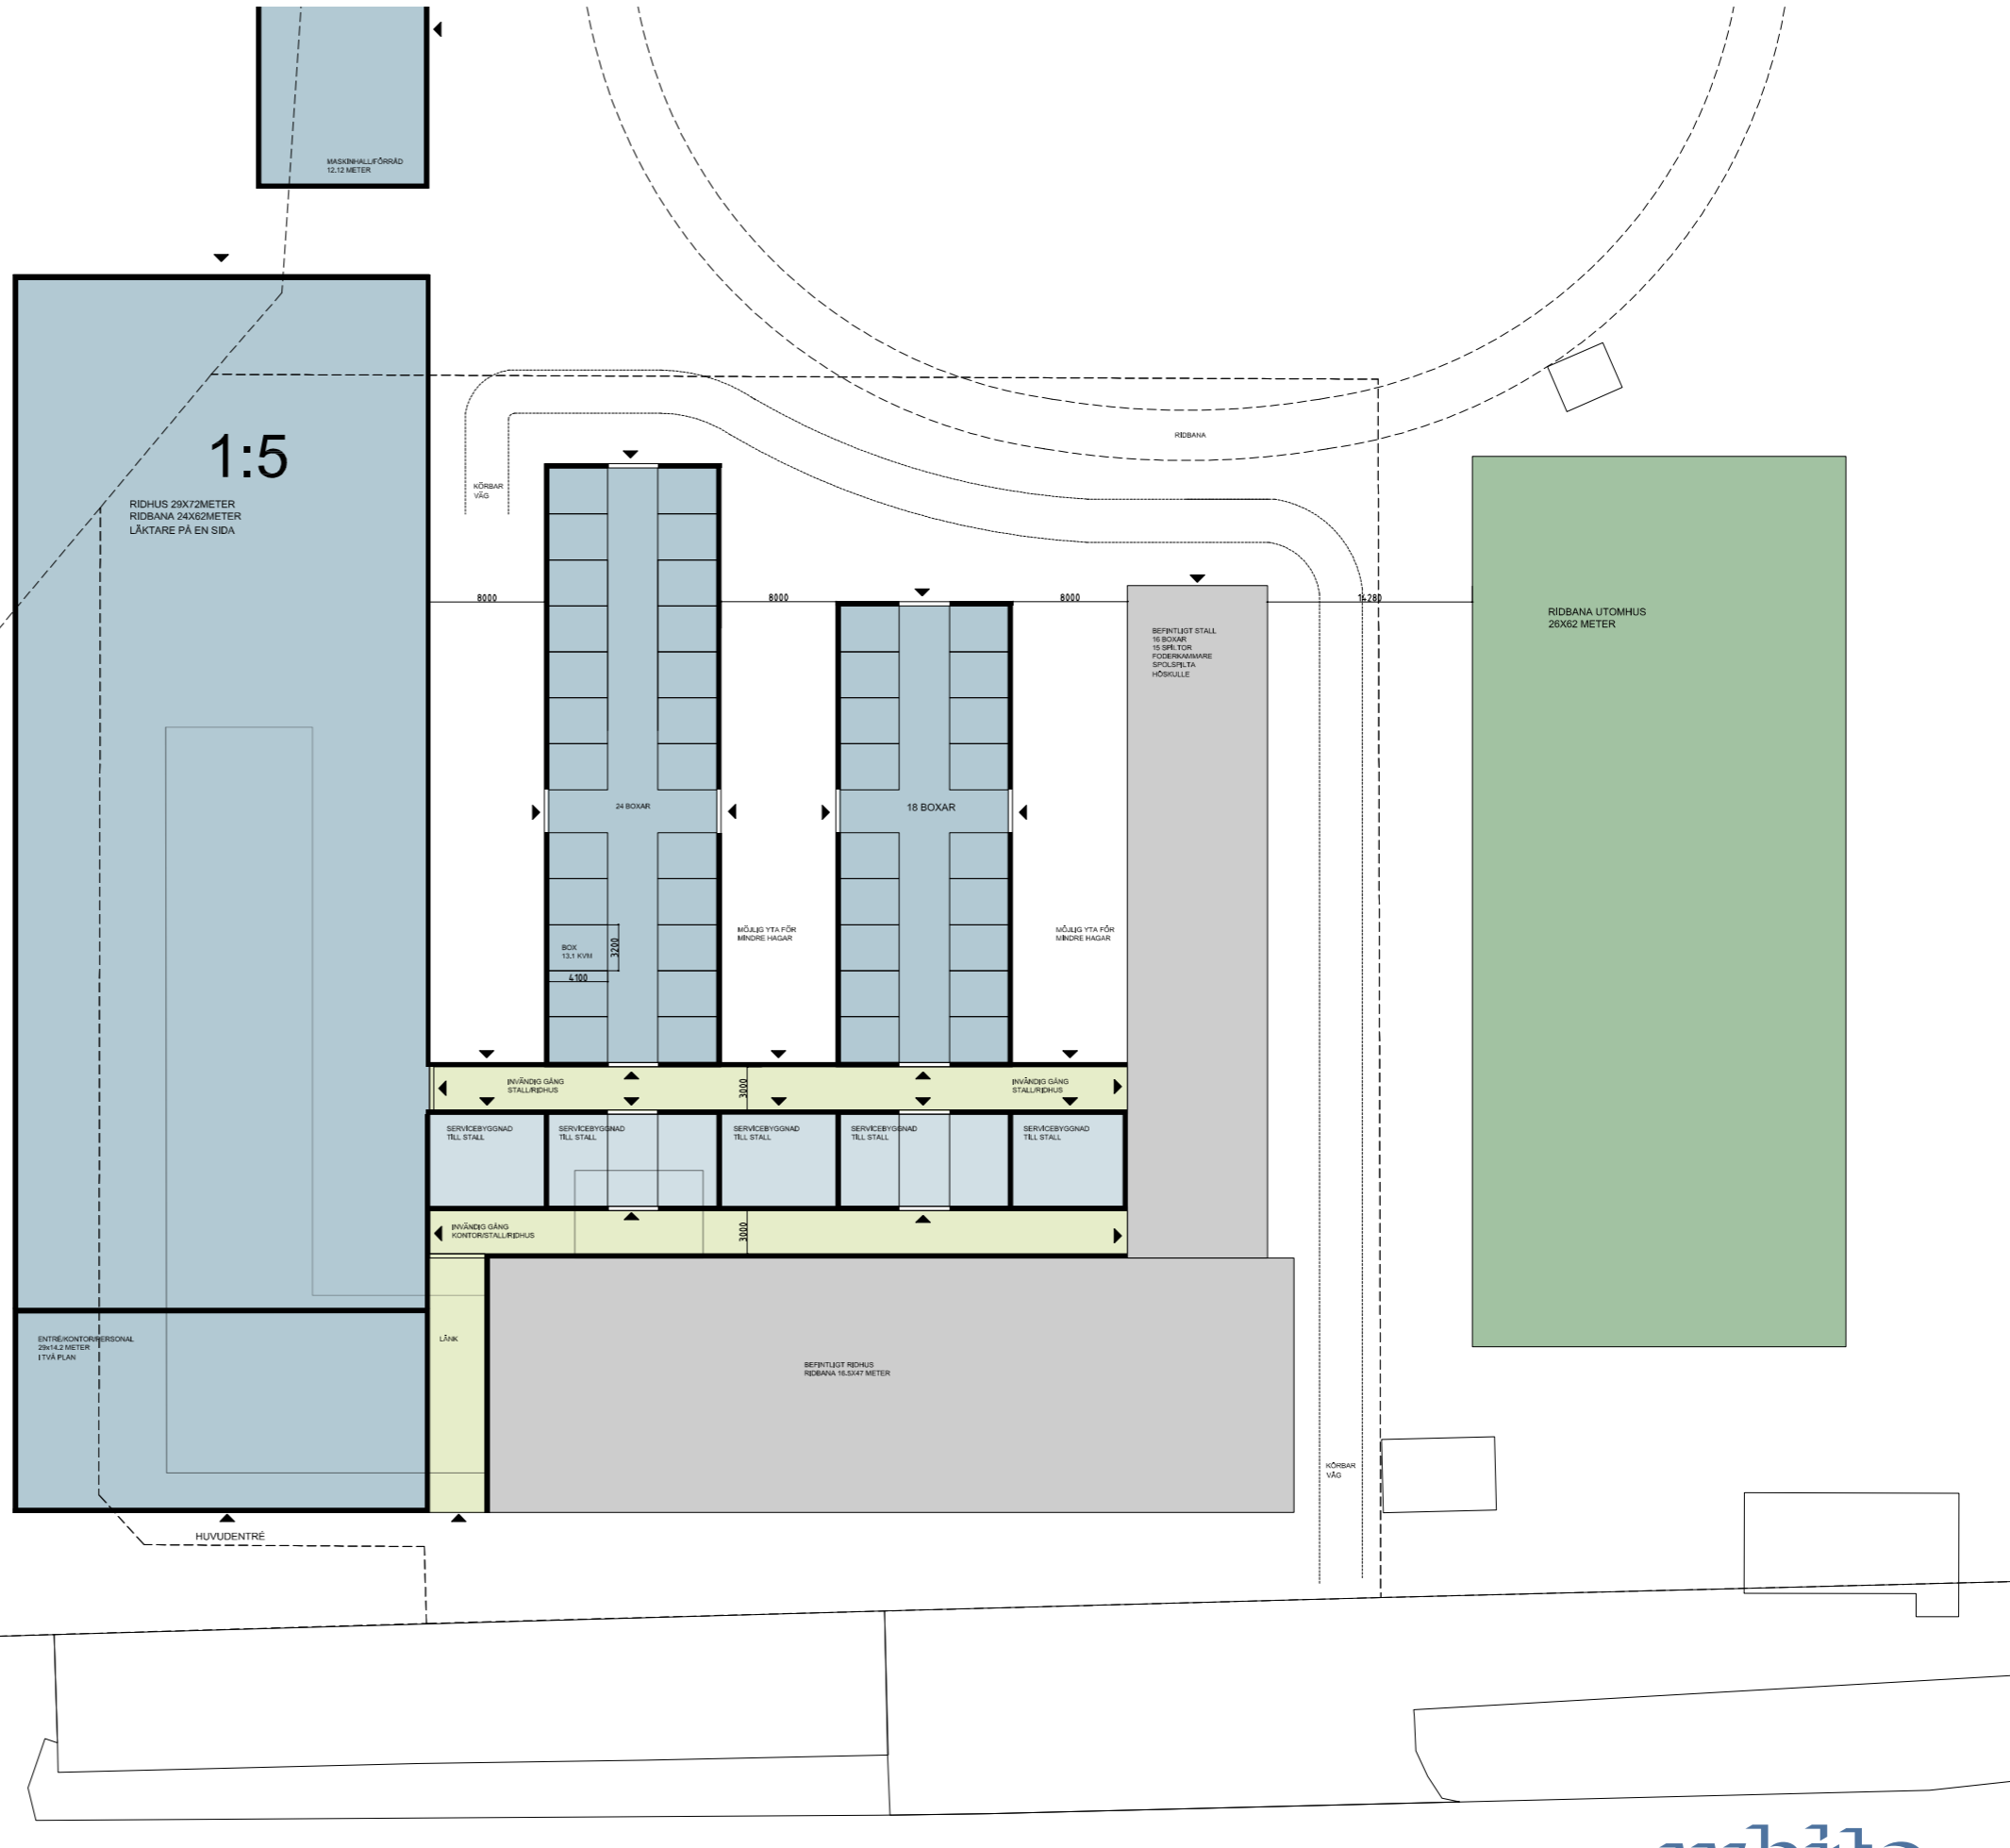 MASKINHALL/FÖRRÅD
12.12 METER
1:5
RIDHUS 29X72METER
RIDBANA 24X62METER
LÄKTARE PÅ EN SIDA
RIDBANA
KÖRBAR
VÄG
8000
8000
8000
14280
RIDBANA UTOMHUS
26X62 METER
BEFINTLIGT STALL
16 BOXAR
15 SPILTOR
FODERKAMMARE
SPOLSPILTA
HÖSKULLE
24 BOXAR
18 BOXAR
MÖJLIG YTA FÖR
MINDRE HAGAR
MÖJLIG YTA FÖR
MINDRE HAGAR
BOX
13,1 KVM
3200
4100
INVÄNDIG GÅNG
STALL/RIDHUS
3000
INVÄNDIG GÅNG
STALL/RIDHUS
SERVICEBYGGNAD
TILL STALL
SERVICEBYGGNAD
TILL STALL
SERVICEBYGGNAD
TILL STALL
SERVICEBYGGNAD
TILL STALL
SERVICEBYGGNAD
TILL STALL
INVÄNDIG GÅNG
KONTOR/STALL/RIDHUS
3000
ENTRÉ/KONTOR/PERSONAL
29x14,2 METER
I TVÅ PLAN
LÄNK
BEFINTLIGT RIDHUS
RIDBANA 16.5X47 METER
KÖRBAR
VÄG
HUVUDENTRÉ